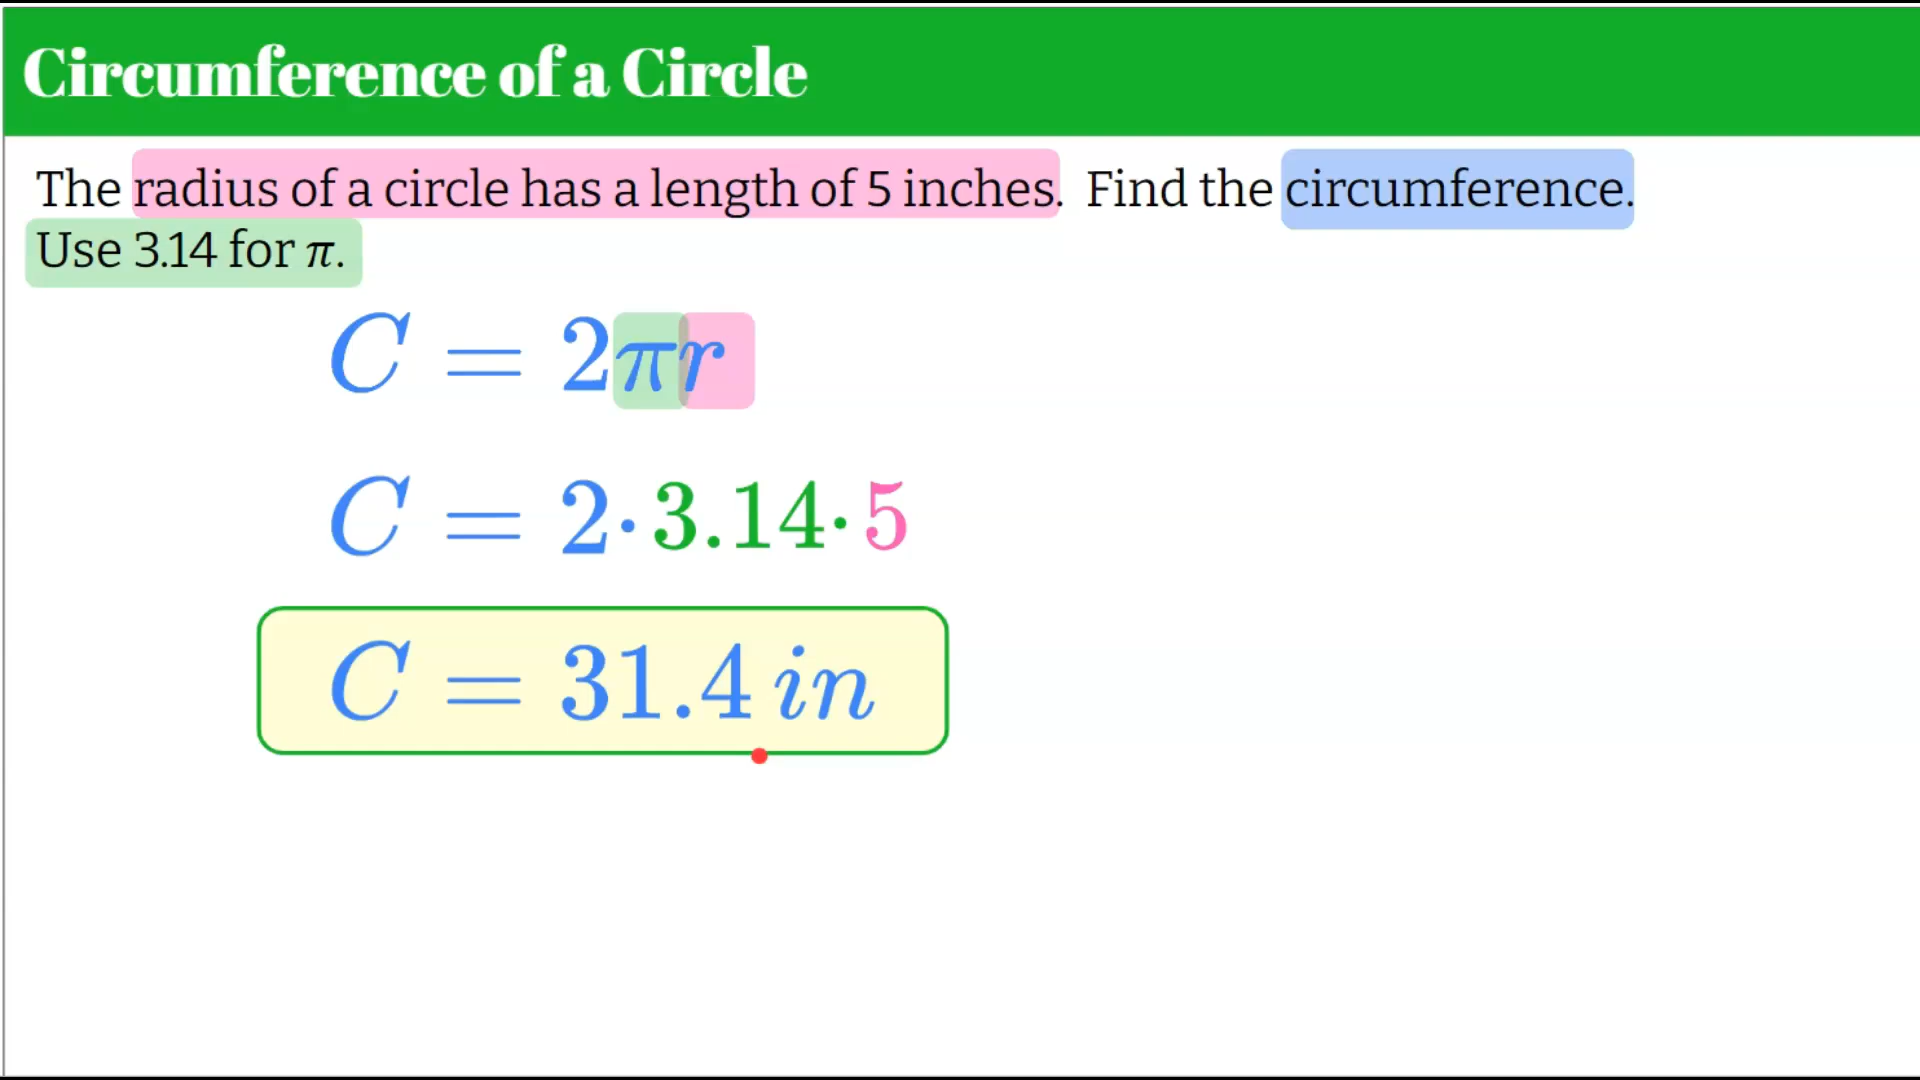 Circumference of a Circle
The radius of a circle has a length of 5 inches. Find the circumference.
Use 3.14 for π.
C = 2πr
C = 2·3.14·5
C = 31.4 in